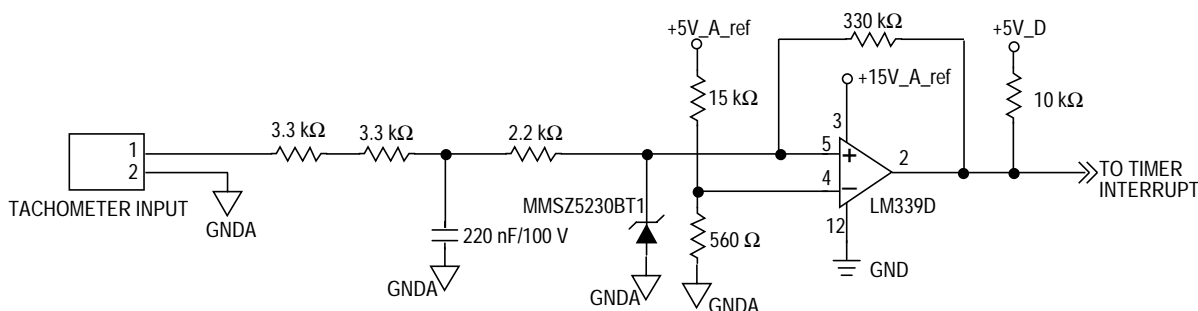 +5V_A_ref
330 kΩ
+5V_D
+15V_A_ref
15 kΩ
10 kΩ
3.3 kΩ
3.3 kΩ
2.2 kΩ
3
1
2
5
+
2
4
–
TO TIMER
INTERRUPT
TACHOMETER INPUT
GNDA
MMSZ5230BT1
LM339D
220 nF/100 V
560 Ω
12
GND
GNDA
GNDA
GNDA